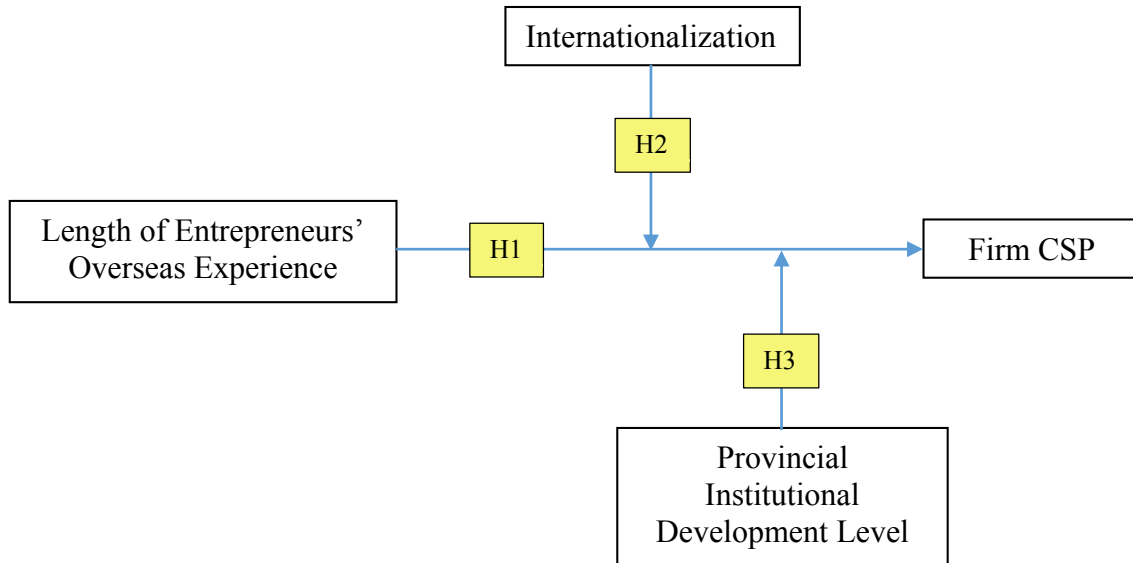 Internationalization
H2
Length of Entrepreneurs’
Overseas Experience
H1
Firm CSP
H3
Provincial
Institutional
Development Level